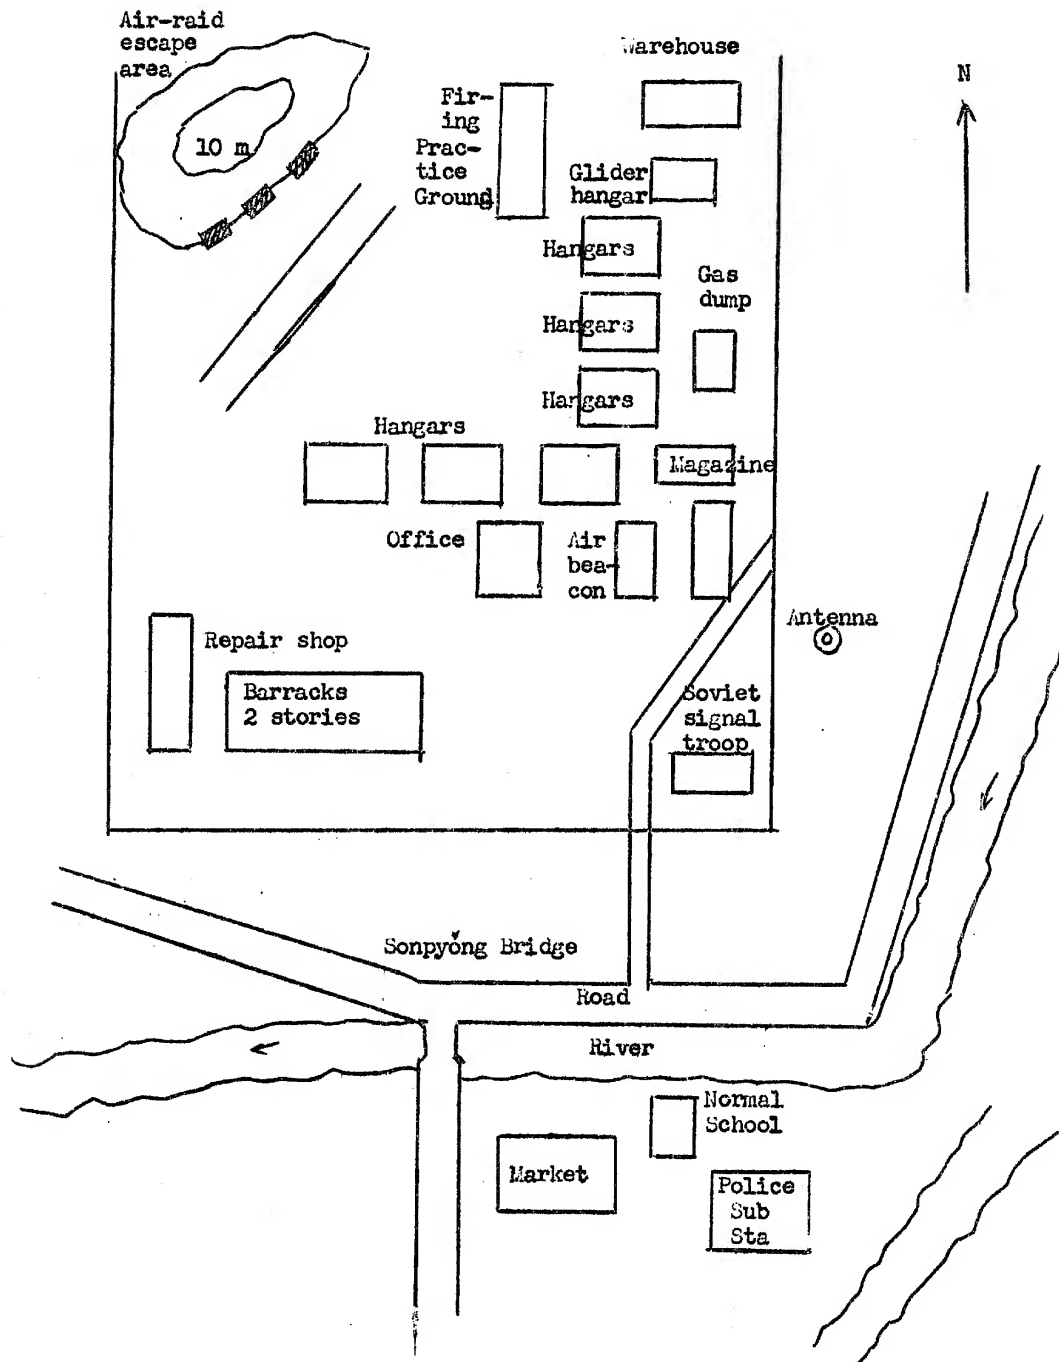 Air-raid
escape
area
Warehouse
N
10 m
Fir-
ing
Prac-
tice
Ground
Glider
hangar
Hangars
Gas
dump
Hangars
Hangars
Hangars
Magazine
Office
Air
bea-
con
Antenna
Repair shop
Barracks
2 stories
Soviet
signal
troop
Sonpyŏng Bridge
Road
River
Normal
School
Market
Police
Sub
Sta